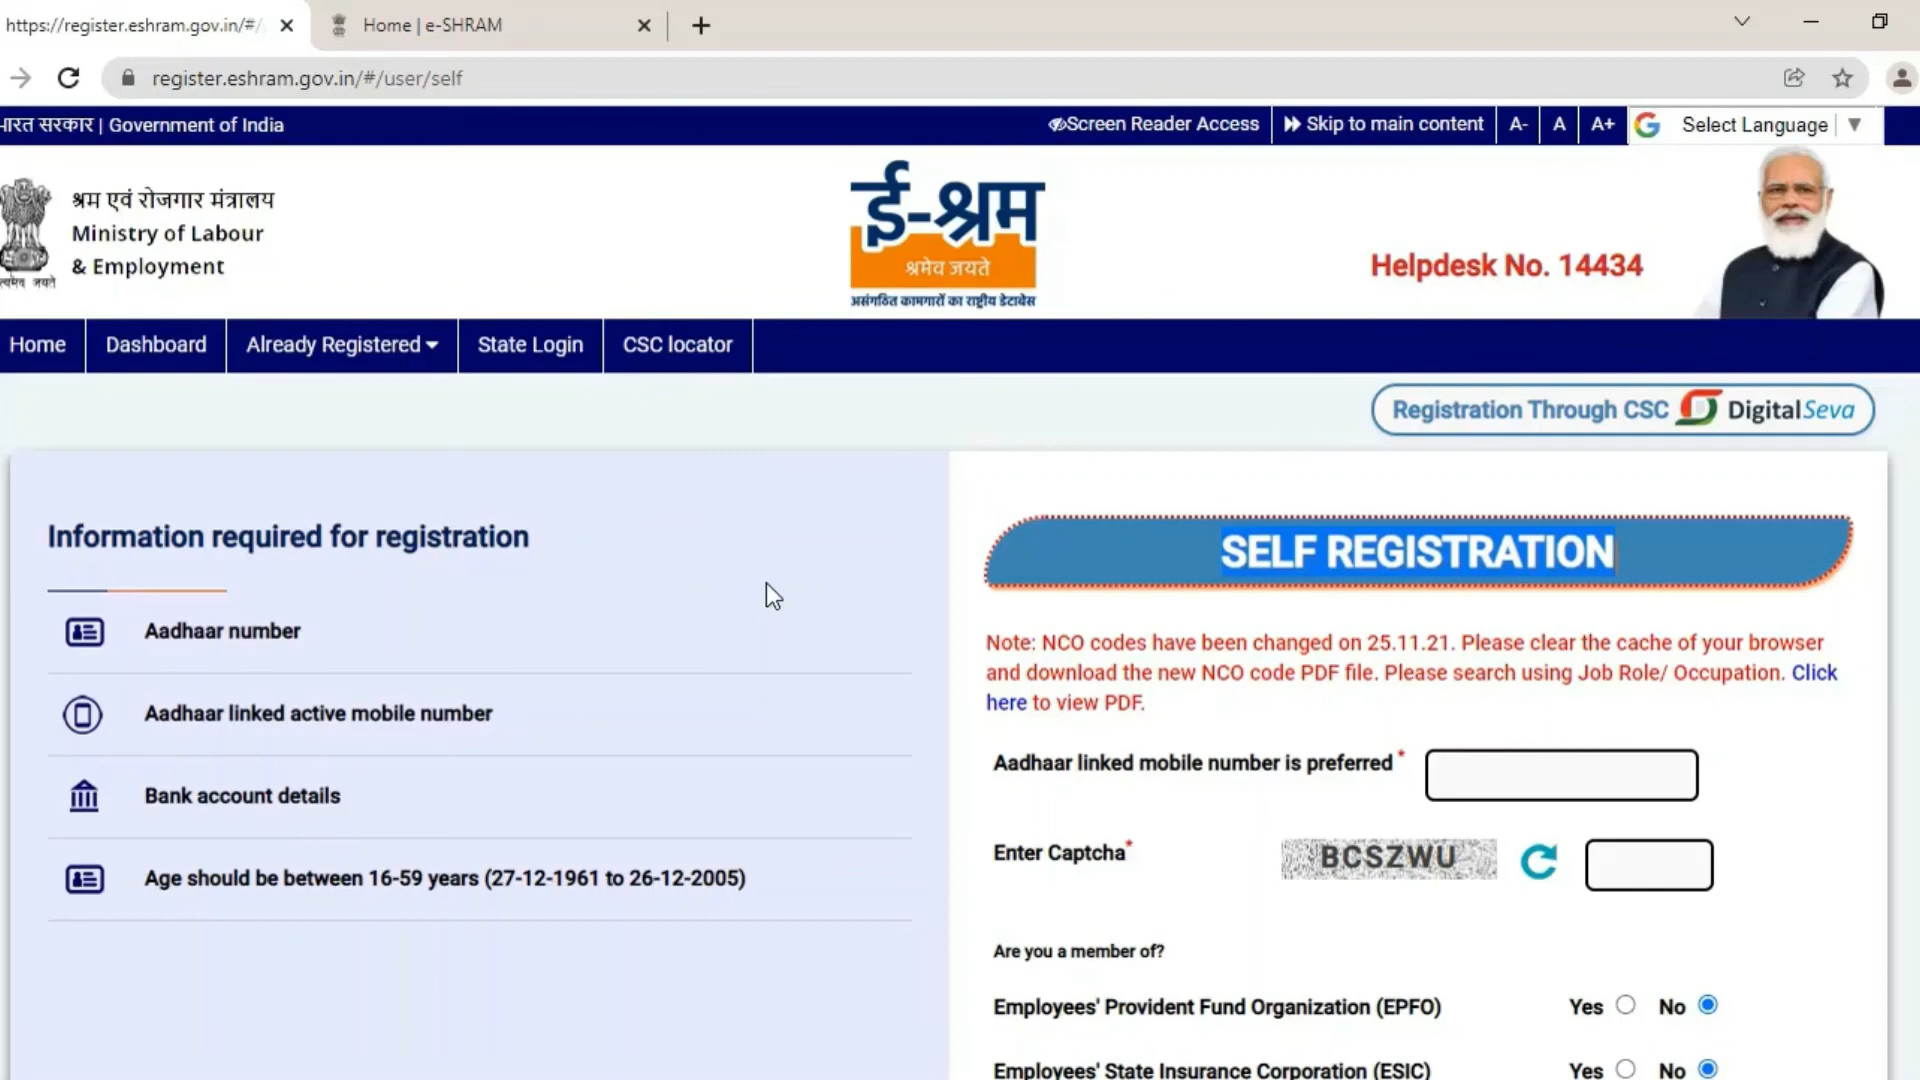 https://register.eshram.gov.in/#/
Home | e-SHRAM
register.eshram.gov.in/#/user/self
सरकार | Government of India
Screen Reader Access
Skip to main content
A-
A
A+
Select Language
श्रम एवं रोजगार मंत्रालय
Ministry of Labour
& Employment
ई-श्रम
श्रमेव जयते
असंगठित कामगारों का राष्ट्रीय डेटाबेस
Helpdesk No. 14434
Home
Dashboard
Already Registered
State Login
CSC locator
Registration Through CSC DigitalSeva
Information required for registration
Aadhaar number
Aadhaar linked active mobile number
Bank account details
Age should be between 16-59 years (27-12-1961 to 26-12-2005)
SELF REGISTRATION
Note: NCO codes have been changed on 25.11.21. Please clear the cache of your browser
and download the new NCO code PDF file. Please search using Job Role/ Occupation. Click
here to view PDF.
Aadhaar linked mobile number is preferred *
Enter Captcha*
BCSZWU
Are you a member of?
Employees' Provident Fund Organization (EPFO) Yes No
Employees' State Insurance Corporation (ESIC) Yes No